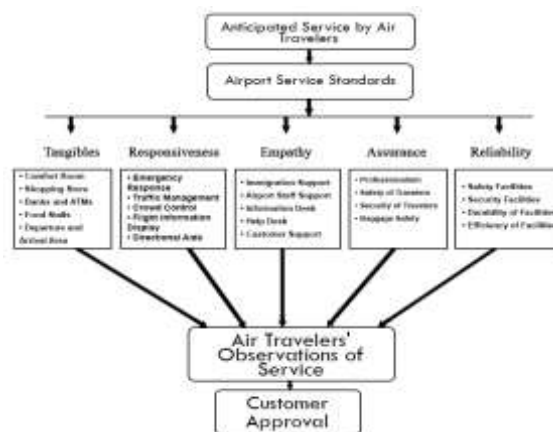 Anticipated Service by Air
Travelers
Airport Service Standards
Tangibles
• Comfort Room
• Shopping Area
• Banks and ATMs
• Food Stalls
• Departure and
Arrival Area
Responsiveness
• Emergency
Response
• Traffic Management
• Crowd Control
• Flight Information
Display
• Directional
Empathy
• Immigration Support
• Airport Staff Support
• Information Desk
• Help Desk
• Customer Support
Assurance
• Professionalism
• Safety of Travelers
• Security of Travelers
• Baggage Safety
Reliability
• Safety Facilities
• Security Facilities
• Durability of Facilities
• Efficiency of Facilities
Air Travelers'
Observations of
Service
Customer
Approval